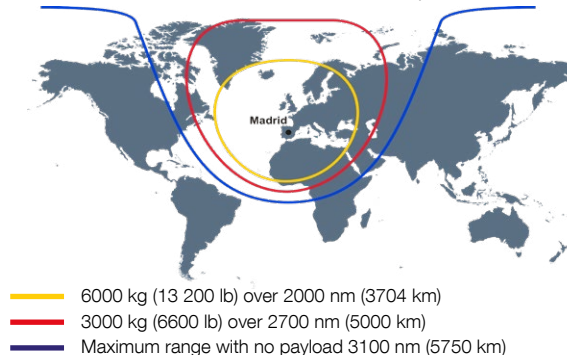 Madrid
6000 kg (13 200 lb) over 2000 nm (3704 km)
3000 kg (6600 lb) over 2700 nm (5000 km)
Maximum range with no payload 3100 nm (5750 km)